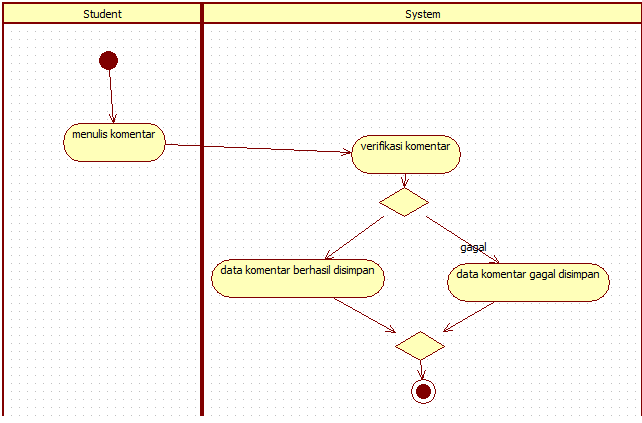 Student
System
menulis komentar
verifikasi komentar
gagal
data komentar berhasil disimpan
data komentar gagal disimpan